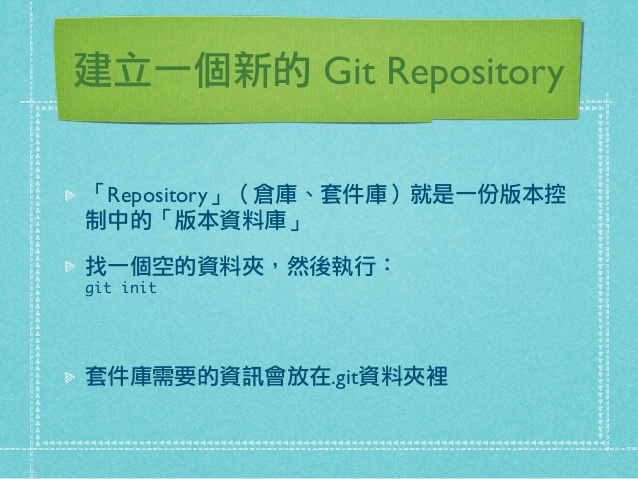 建立一個新的 Git Repository
「Repository」（倉庫、套件庫）就是一份版本控
制中的「版本資料庫」
找一個空的資料夾，然後執行：
git init
套件庫需要的資訊會放在.git資料夾裡